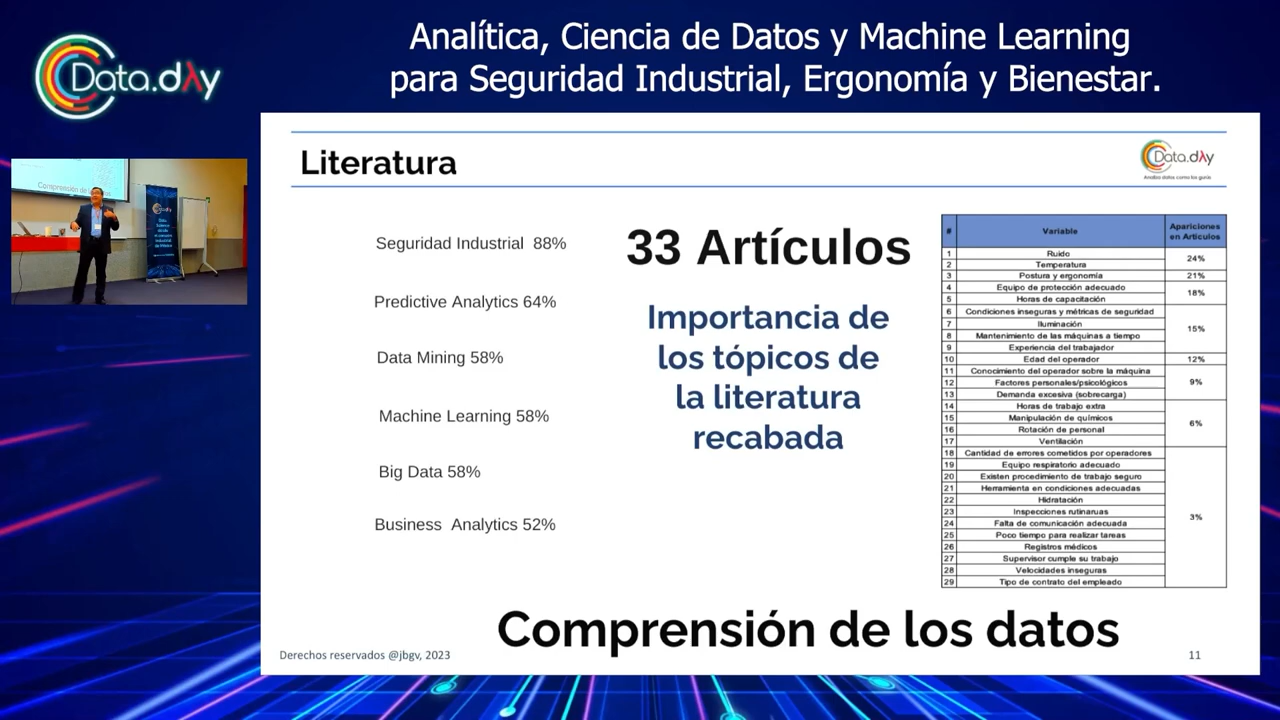 Analítica, Ciencia de Datos y Machine Learning
para Seguridad Industrial, Ergonomía y Bienestar.
Data.dλy
Literatura
Data.dλy
Analiza datos como los gurús
Seguridad Industrial 88%
Predictive Analytics 64%
Data Mining 58%
Machine Learning 58%
Big Data 58%
Business Analytics 52%
33 Artículos
Importancia de
los tópicos de
la literatura
recabada
# Variable Apariciones
en Artículos
1 Ruido 24%
2 Temperatura
3 Postura y ergonomía 21%
4 Equipo de protección adecuado 18%
5 Horas de capacitación
6 Condiciones inseguras y métricas de seguridad 15%
7 Iluminación
8 Mantenimiento de las máquinas a tiempo
9 Experiencia del trabajador
10 Edad del operador 12%
11 Conocimiento del operador sobre la máquina 9%
12 Factores personales/psicológicos
13 Demanda excesiva (sobrecarga)
14 Horas de trabajo extra 6%
15 Manipulación de químicos
16 Rotación de personal
17 Ventilación
18 Cantidad de errores cometidos por operadores 3%
19 Equipo respiratorio adecuado
20 Existen procedimiento de trabajo seguro
21 Herramienta en condiciones adecuadas
22 Hidratación
23 Inspecciones rutinaruas
24 Falta de comunicación adecuada
25 Poco tiempo para realizar tareas
26 Registros médicos
27 Supervisor cumple su trabajo
28 Velocidades inseguras
29 Tipo de contrato del empleado
Comprensión de los datos
Derechos reservados @jbgv, 2023
11